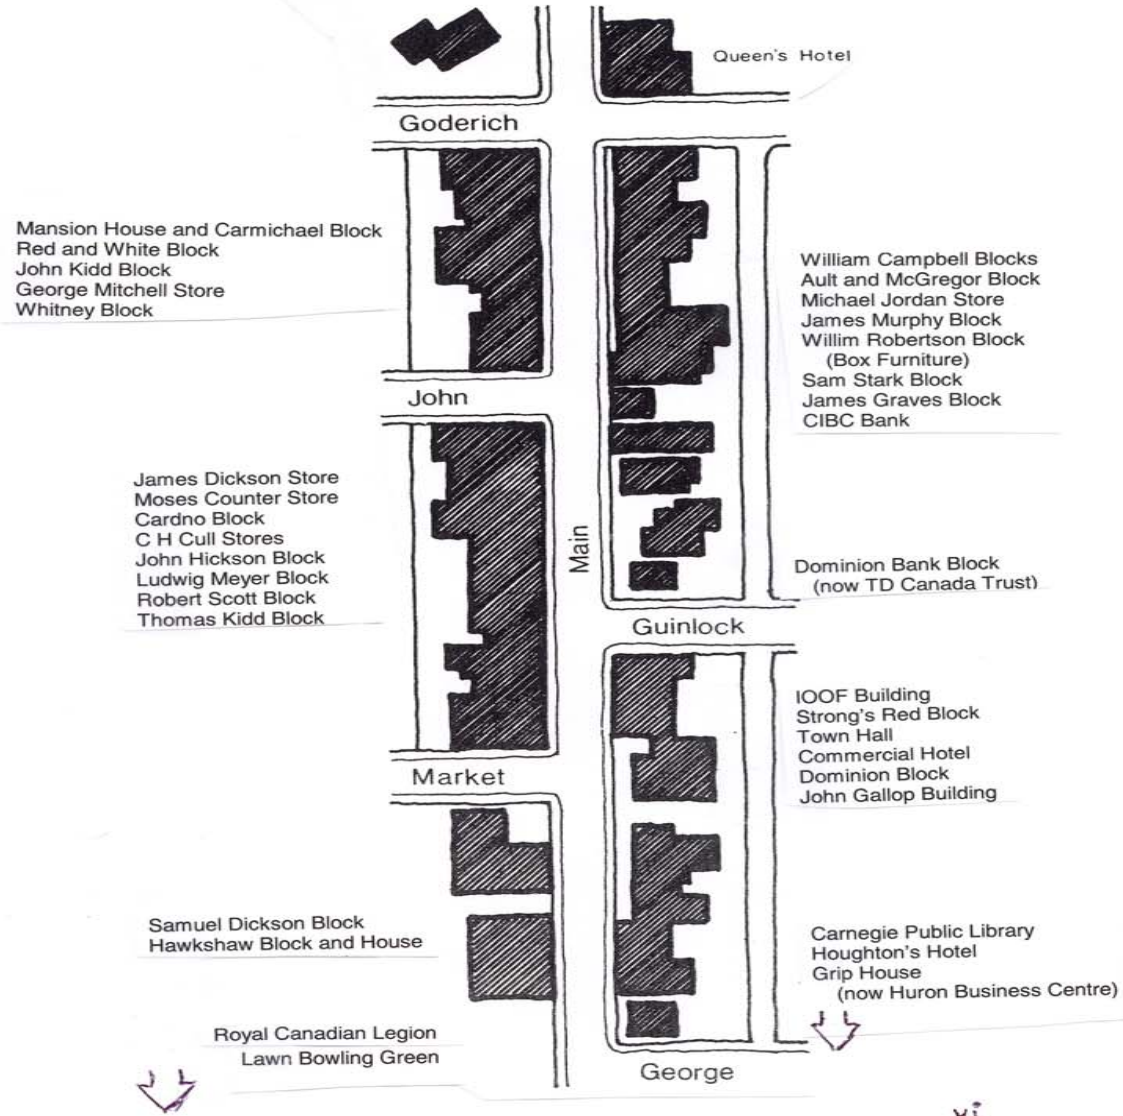 Queen's Hotel
Goderich
Mansion House and Carmichael Block
Red and White Block
John Kidd Block
George Mitchell Store
Whitney Block
William Campbell Blocks
Ault and McGregor Block
Michael Jordan Store
James Murphy Block
Willim Robertson Block
(Box Furniture)
Sam Stark Block
James Graves Block
CIBC Bank
John
James Dickson Store
Moses Counter Store
Cardno Block
C H Cull Stores
John Hickson Block
Ludwig Meyer Block
Robert Scott Block
Thomas Kidd Block
Main
Dominion Bank Block
(now TD Canada Trust)
Guinlock
IOOF Building
Strong's Red Block
Town Hall
Commercial Hotel
Dominion Block
John Gallop Building
Market
Samuel Dickson Block
Hawkshaw Block and House
Carnegie Public Library
Houghton's Hotel
Grip House
(now Huron Business Centre)
Royal Canadian Legion
Lawn Bowling Green
George
xi